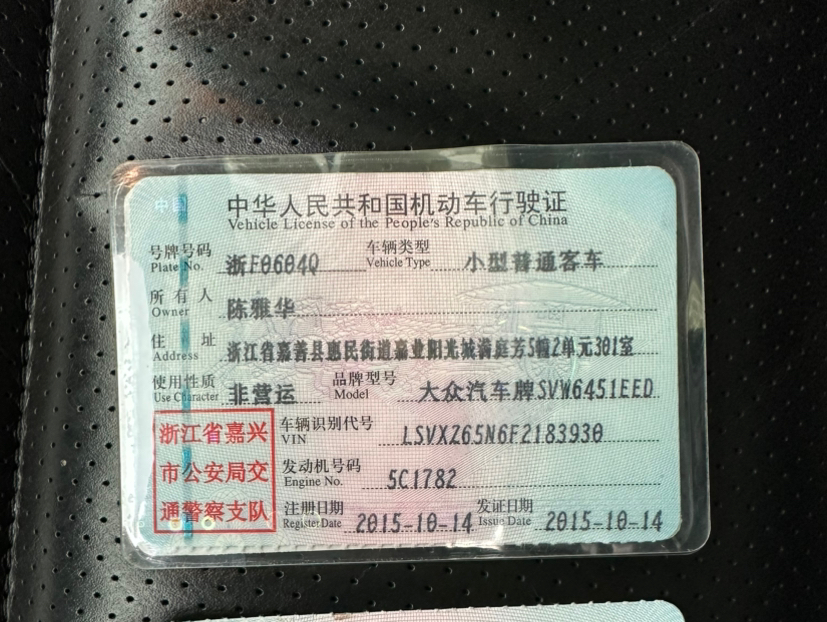 中国
中华人民共和国机动车行驶证
Vehicle License of the People's Republic of China
号牌号码 浙F0604Q 车辆类型 小型普通客车
Plate No. Vehicle Type
所有人 陈雅华
Owner
住址 浙江省嘉善县惠民街道嘉业阳光城满庭芳5幢2单元301室
Address
使用性质 非营运 品牌型号 大众汽车牌SVW6451EED
Use Character Model
浙江省嘉兴 车辆识别代号 LSVXZ65N6F2183930
VIN
市公安局交 发动机号码 5C1782
Engine No.
通警察支队 注册日期 2015-10-14 发证日期 2015-10-14
Register Date Issue Date